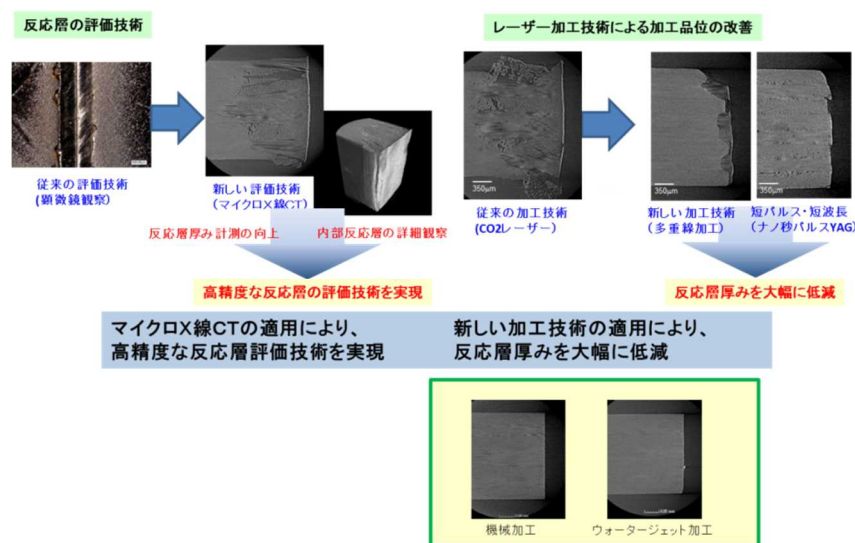 反応層の評価技術
レーザー加工技術による加工品位の改善
従来の評価技術
(顕微鏡観察)
新しい評価技術
(マイクロX線CT)
350μm
従来の加工技術
(CO2レーザー)
350μm
新しい加工技術
(多重線加工)
350μm
短パルス・短波長
(ナノ秒パルスYAG)
反応層厚み計測の向上
内部反応層の詳細観察
高精度な反応層の評価技術を実現
反応層厚みを大幅に低減
マイクロX線CTの適用により、
高精度な反応層評価技術を実現
新しい加工技術の適用により、
反応層厚みを大幅に低減
機械加工
ウォータージェット加工